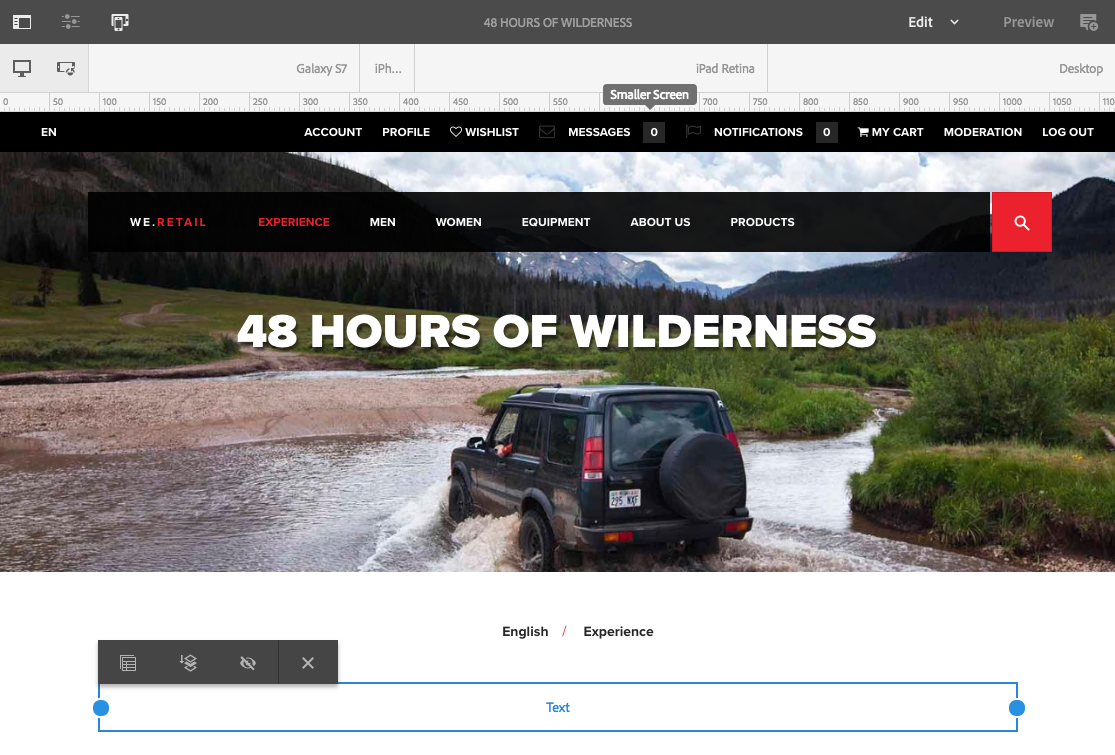 48 HOURS OF WILDERNESS
Edit
Preview
Galaxy S7
iPh...
iPad Retina
Desktop
0 50 100 150 200 250 300 350 400 450 500 550 700 750 800 850 900 950 1000 1050 110
Smaller Screen
EN
ACCOUNT PROFILE WISHLIST MESSAGES 0 NOTIFICATIONS 0 MY CART MODERATION LOG OUT
WE.RETAIL EXPERIENCE MEN WOMEN EQUIPMENT ABOUT US PRODUCTS
48 HOURS OF WILDERNESS
295 NXF
English / Experience
Text